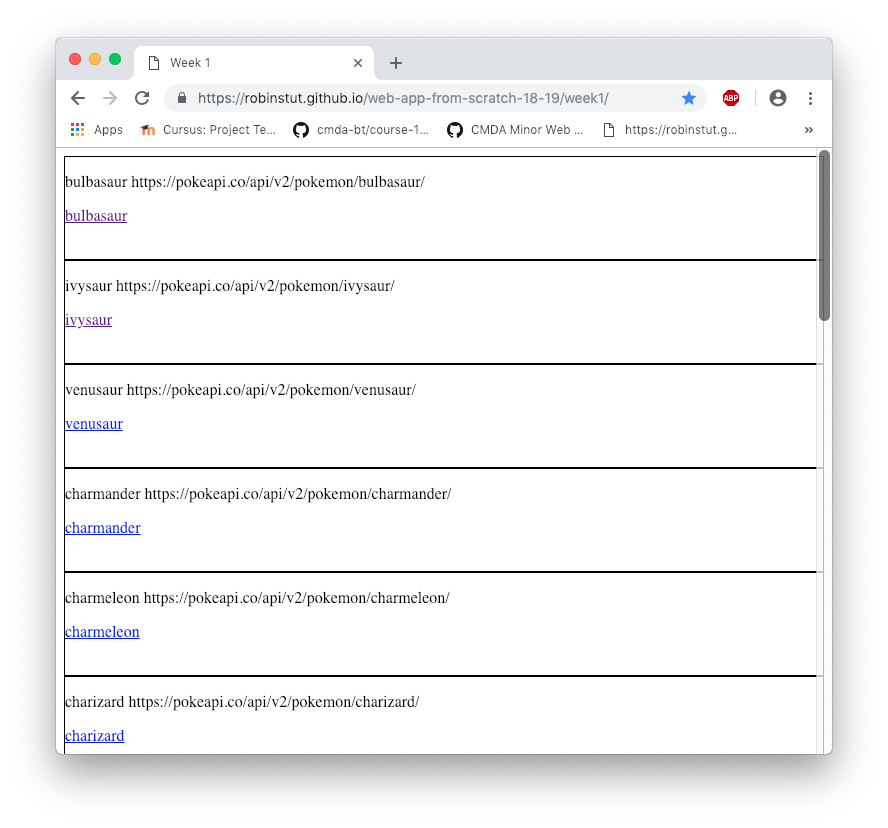 Week 1
https://robinstut.github.io/web-app-from-scratch-18-19/week1/
ABP
Apps Cursus: Project Te... cmda-bt/course-1... CMDA Minor Web ... https://robinstut.g... »
bulbasaur https://pokeapi.co/api/v2/pokemon/bulbasaur/
bulbasaur
ivysaur https://pokeapi.co/api/v2/pokemon/ivysaur/
ivysaur
venusaur https://pokeapi.co/api/v2/pokemon/venusaur/
venusaur
charmander https://pokeapi.co/api/v2/pokemon/charmander/
charmander
charmeleon https://pokeapi.co/api/v2/pokemon/charmeleon/
charmeleon
charizard https://pokeapi.co/api/v2/pokemon/charizard/
charizard